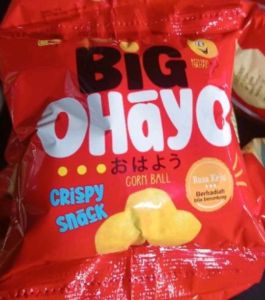 BiG
OHāYO
おはよう
CORN BALL
CRiSPY
SNaCK
Rasa Keju
Berhadiah